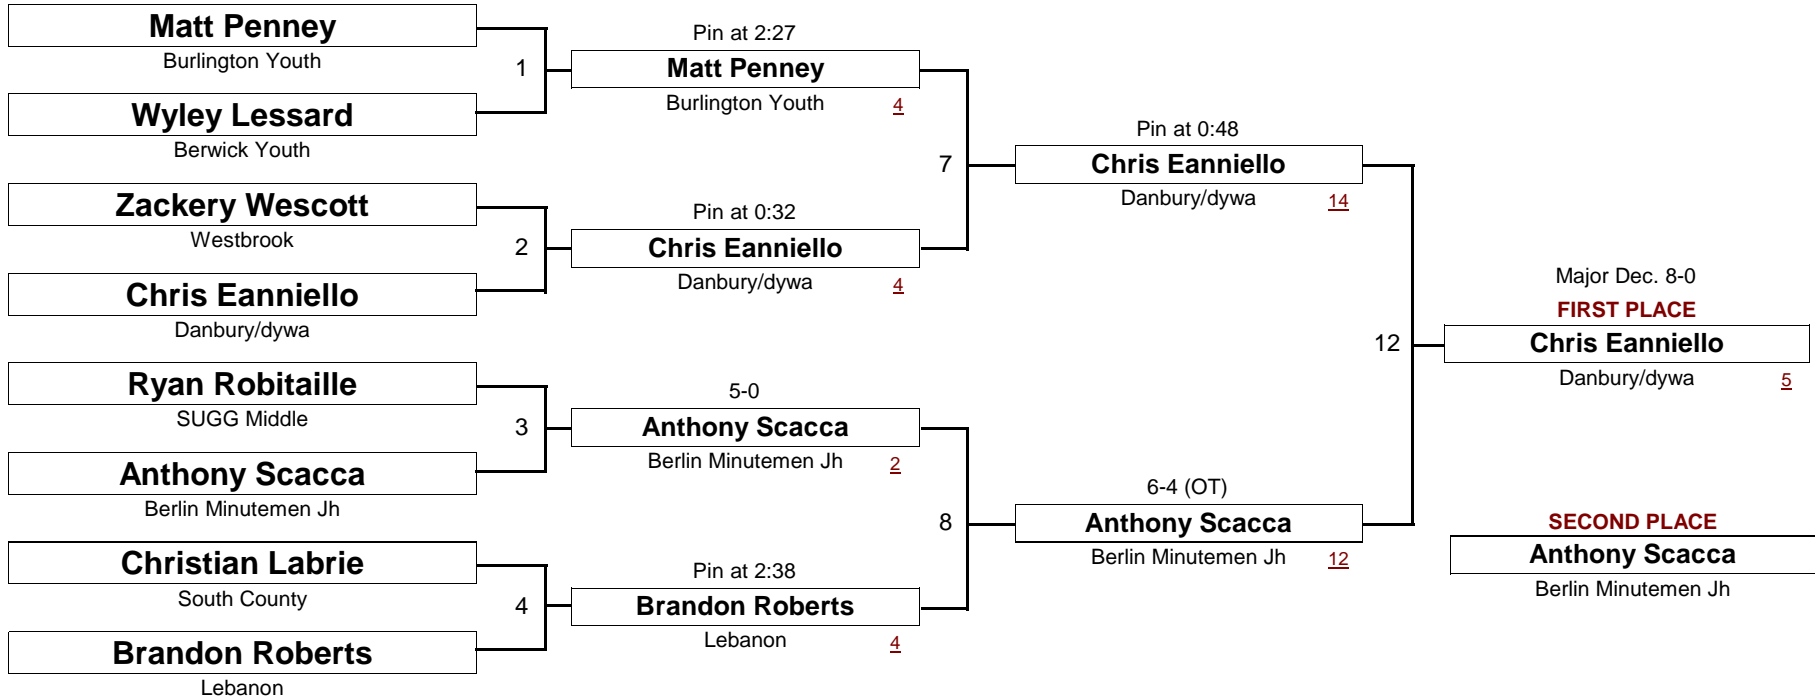 Matt Penney
Burlington Youth
1
Wyley Lessard
Berwick Youth
Zackery Wescott
Westbrook
2
Chris Eanniello
Danbury/dywa
Ryan Robitaille
SUGG Middle
3
Anthony Scacca
Berlin Minutemen Jh
Christian Labrie
South County
4
Brandon Roberts
Lebanon
Pin at 2:27
Matt Penney
Burlington Youth 4
7
Pin at 0:32
Chris Eanniello
Danbury/dywa 4
5-0
Anthony Scacca
Berlin Minutemen Jh 2
8
Pin at 2:38
Brandon Roberts
Lebanon 4
Pin at 0:48
Chris Eanniello
Danbury/dywa 14
12
6-4 (OT)
Anthony Scacca
Berlin Minutemen Jh 12
Major Dec. 8-0
FIRST PLACE
Chris Eanniello
Danbury/dywa 5
SECOND PLACE
Anthony Scacca
Berlin Minutemen Jh